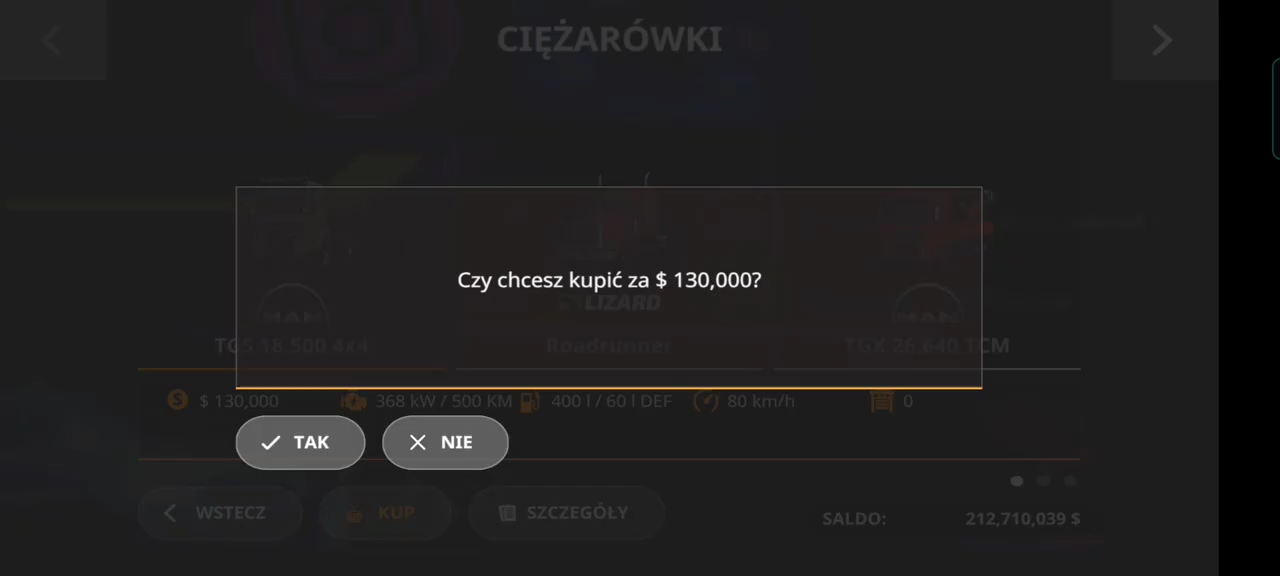 CIĘŻARÓWKI
Czy chcesz kupić za $ 130,000?
MAN LIZARD MAN
TGS 18.500 4x4 Roadrunner TGX 26.640 TCM
$ 130,000 368 kW / 500 KM 400 l / 60 l DEF 80 km/h 0
TAK NIE
WSTECZ KUP SZCZEGÓŁY SALDO: 212,710,039 $